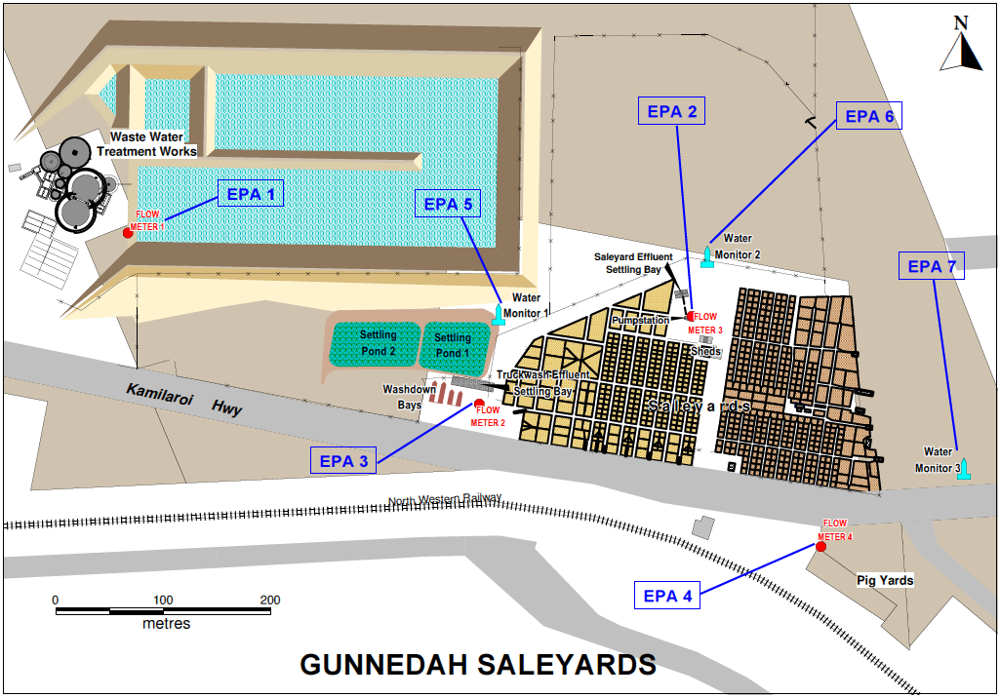 N
EPA 2
EPA 6
Waste Water
Treatment Works
EPA 1
EPA 5
FLOW
METER 1
Water
Monitor 2
Saleyard Effluent
Settling Bay
EPA 7
Water
Monitor 1
Pumpstation
FLOW
METER 3
Sheds
Settling
Pond 2
Settling
Pond 1
Truckwash Effluent
Settling Bay
Washdown
Bays
Kamilaroi Hwy
FLOW
METER 2
Saleyards
EPA 3
Water
Monitor 3
North Western Railway
FLOW
METER 4
EPA 4
Pig Yards
0 100 200
metres
GUNNEDAH SALEYARDS